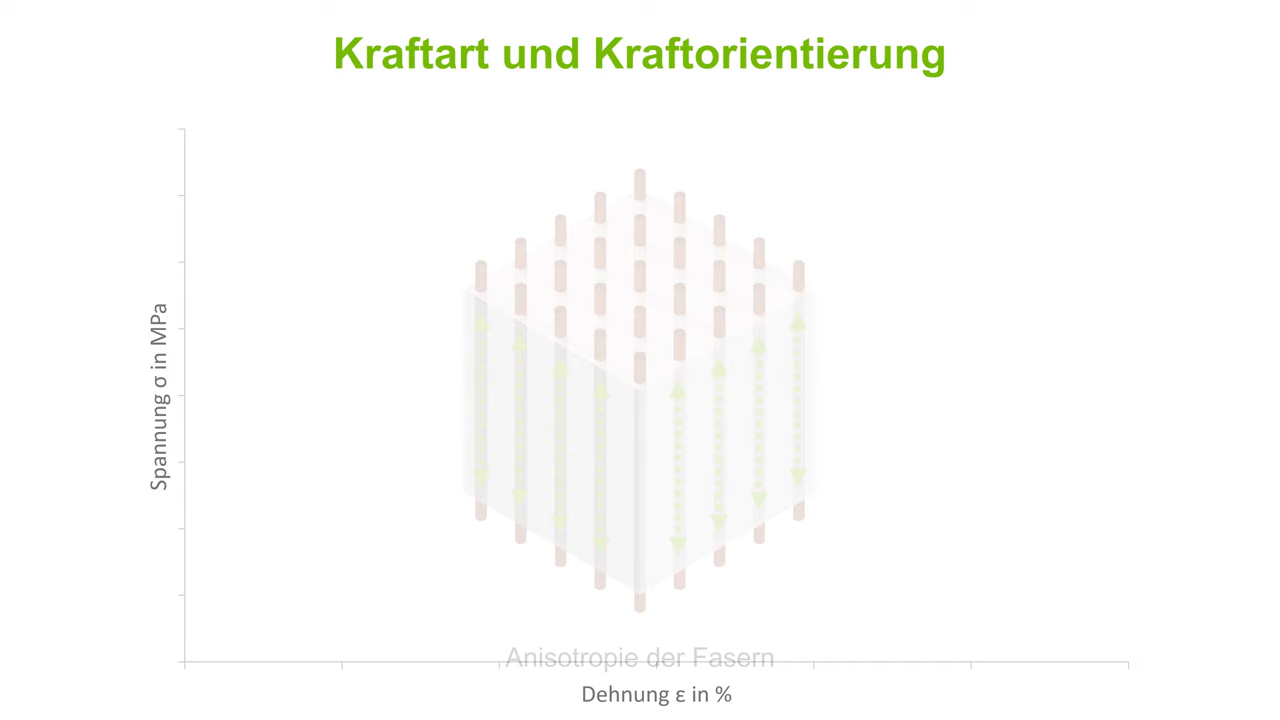 Kraftart und Kraftorientierung
Spannung σ in MPa
Anisotropie der Fasern
Dehnung ε in %